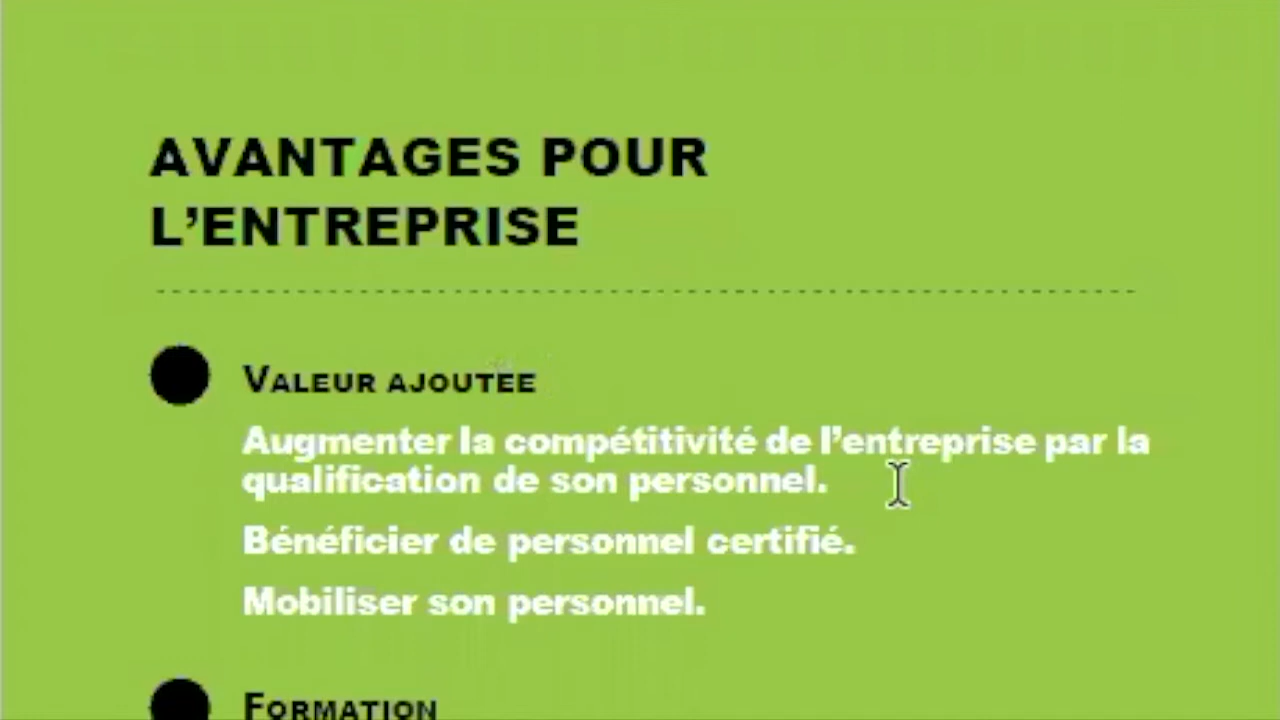 AVANTAGES POUR
L’ENTREPRISE
VALEUR AJOUTÉE
Augmenter la compétitivité de l’entreprise par la
qualification de son personnel.
Bénéficier de personnel certifié.
Mobiliser son personnel.
FORMATION